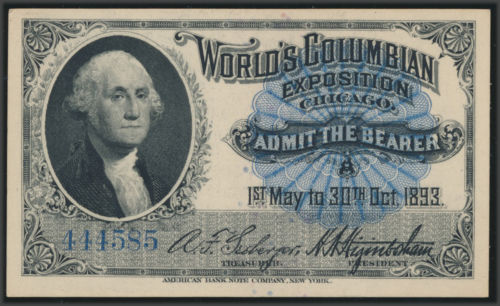 WORLD'S COLUMBIAN
EXPOSITION
CHICAGO.
ADMIT THE BEARER
1ST May to 30TH Oct. 1893.
444585
TREASURER.
PRESIDENT
AMERICAN BANK NOTE COMPANY, NEW YORK.